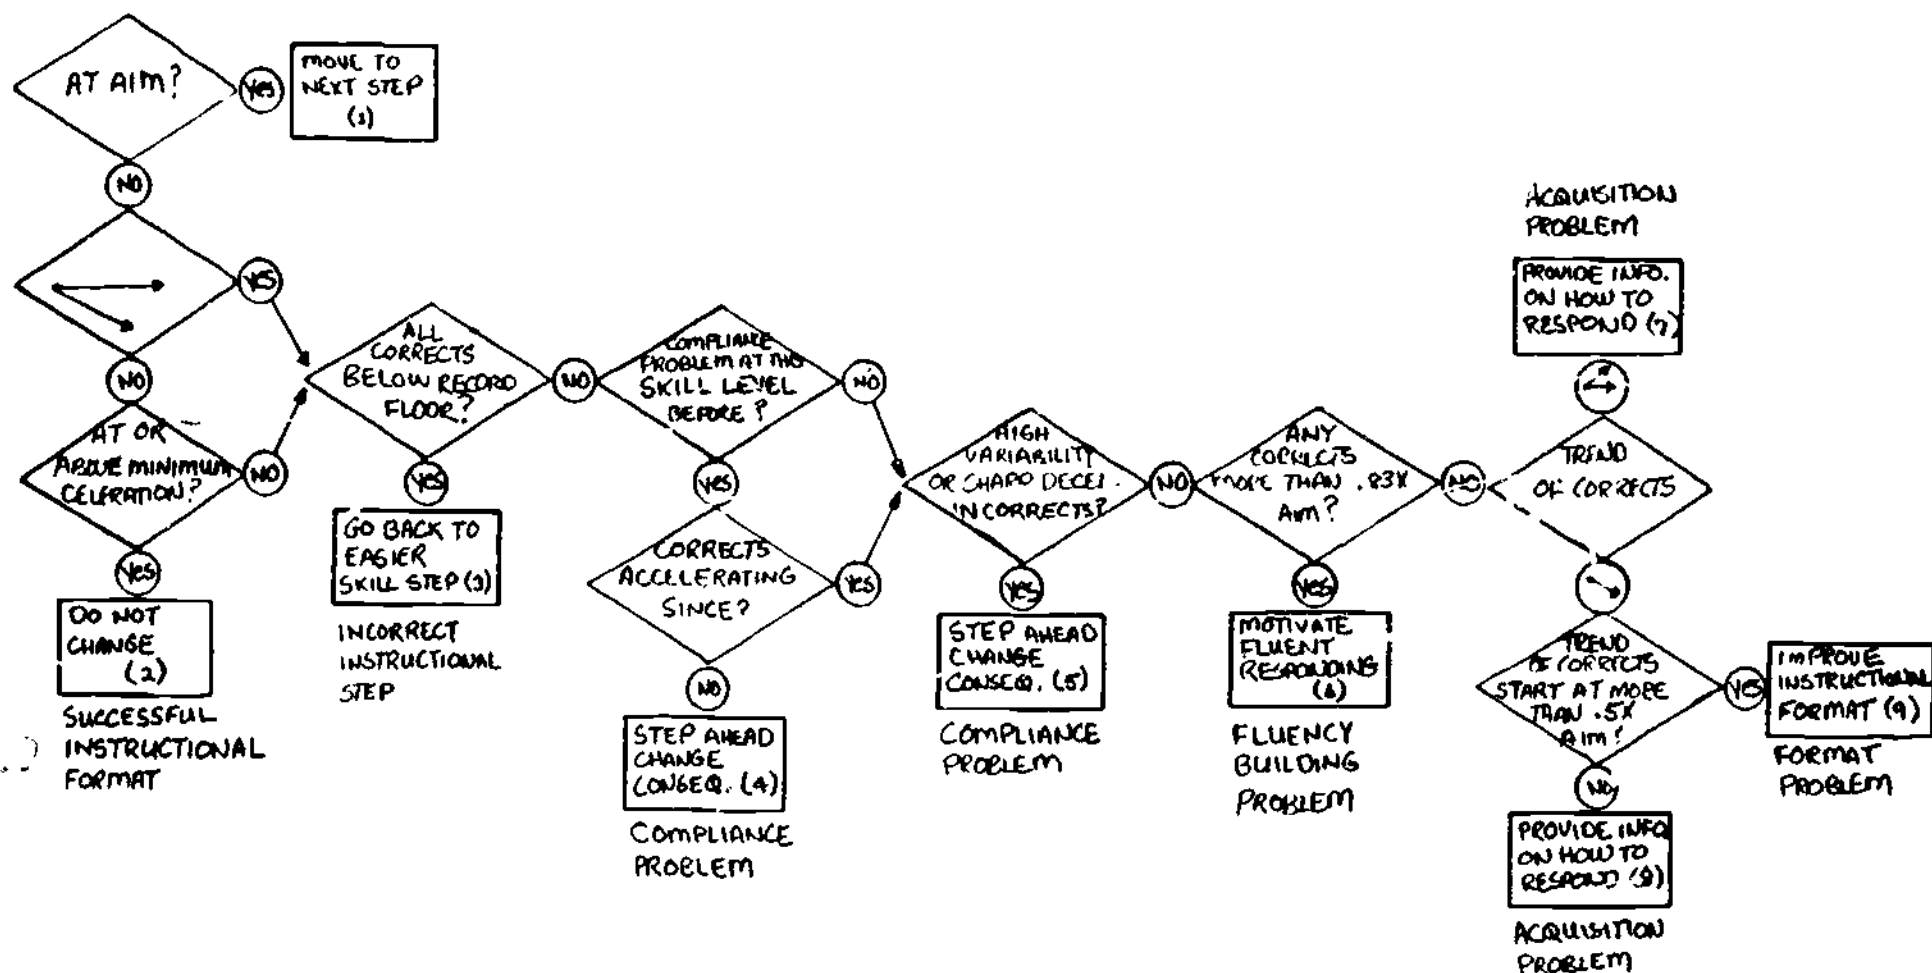 AT AIM?
Yes
MOVE TO
NEXT STEP
(1)
NO
YES
NO
AT OR
ABOVE MINIMUM
CELERATION?
NO
Yes
DO NOT
CHANGE
(2)
SUCCESSFUL
INSTRUCTIONAL
FORMAT
ALL
CORRECTS
BELOW RECORD
FLOOR?
NO
Yes
GO BACK TO
EASIER
SKILL STEP (3)
INCORRECT
INSTRUCTIONAL
STEP
COMPLIANCE
PROBLEM AT THIS
SKILL LEVEL
BEFORE?
NO
Yes
CORRECTS
ACCELERATING
SINCE?
Yes
NO
STEP AHEAD
CHANGE
CONSEQ. (4)
COMPLIANCE
PROBLEM
HIGH
VARIABILITY
OR DECEL.
IN CORRECTS?
NO
Yes
STEP AHEAD
CHANGE
CONSEQ. (5)
COMPLIANCE
PROBLEM
ANY
CORRECTS
MORE THAN .83X
AIM?
NO
Yes
MOTIVATE
FLUENT
RESPONDING
FLUENCY
BUILDING
PROBLEM
ACQUISITION
PROBLEM
PROVIDE INFO.
ON HOW TO
RESPOND (7)
TREND
OF CORRECTS
TREND
OF CORRECTS
START AT MORE
THAN .5X
AIM?
YES
IMPROVE
INSTRUCTIONAL
FORMAT (9)
FORMAT
PROBLEM
NO
PROVIDE INFO
ON HOW TO
RESPOND (8)
ACQUISITION
PROBLEM